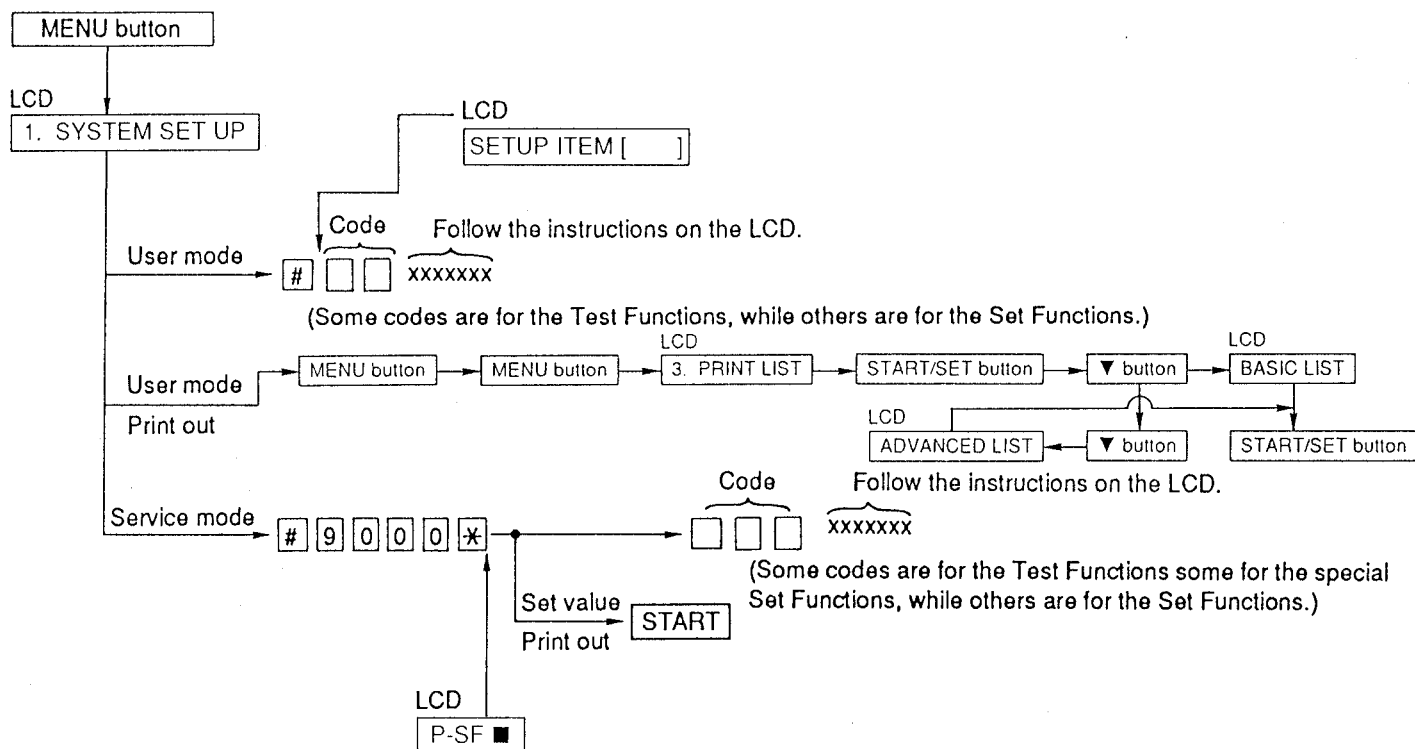 MENU button
LCD
1. SYSTEM SET UP
LCD
SETUP ITEM [ ]
Code
Follow the instructions on the LCD.
User mode
# xxxxxxx
(Some codes are for the Test Functions, while others are for the Set Functions.)
User mode
Print out
MENU button
MENU button
LCD
3. PRINT LIST
START/SET button
▼ button
LCD
BASIC LIST
LCD
ADVANCED LIST
▼ button
START/SET button
Service mode
# 9 0 0 0 *
Code
Follow the instructions on the LCD.
xxxxxxx
(Some codes are for the Test Functions some for the special
Set Functions, while others are for the Set Functions.)
Set value
Print out
START
LCD
P-SF ■